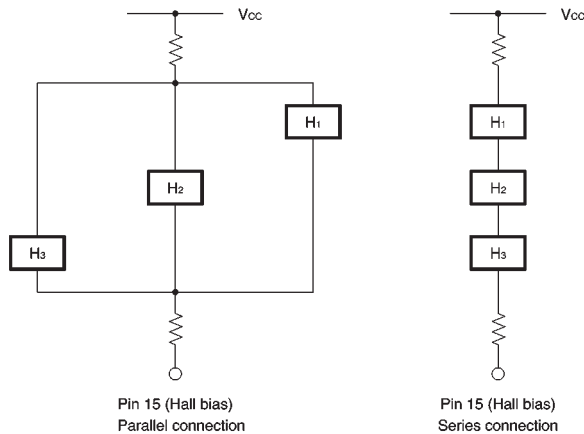 Vcc
Vcc
H1
H1
H2
H2
H3
H3
Pin 15 (Hall bias)
Parallel connection
Pin 15 (Hall bias)
Series connection